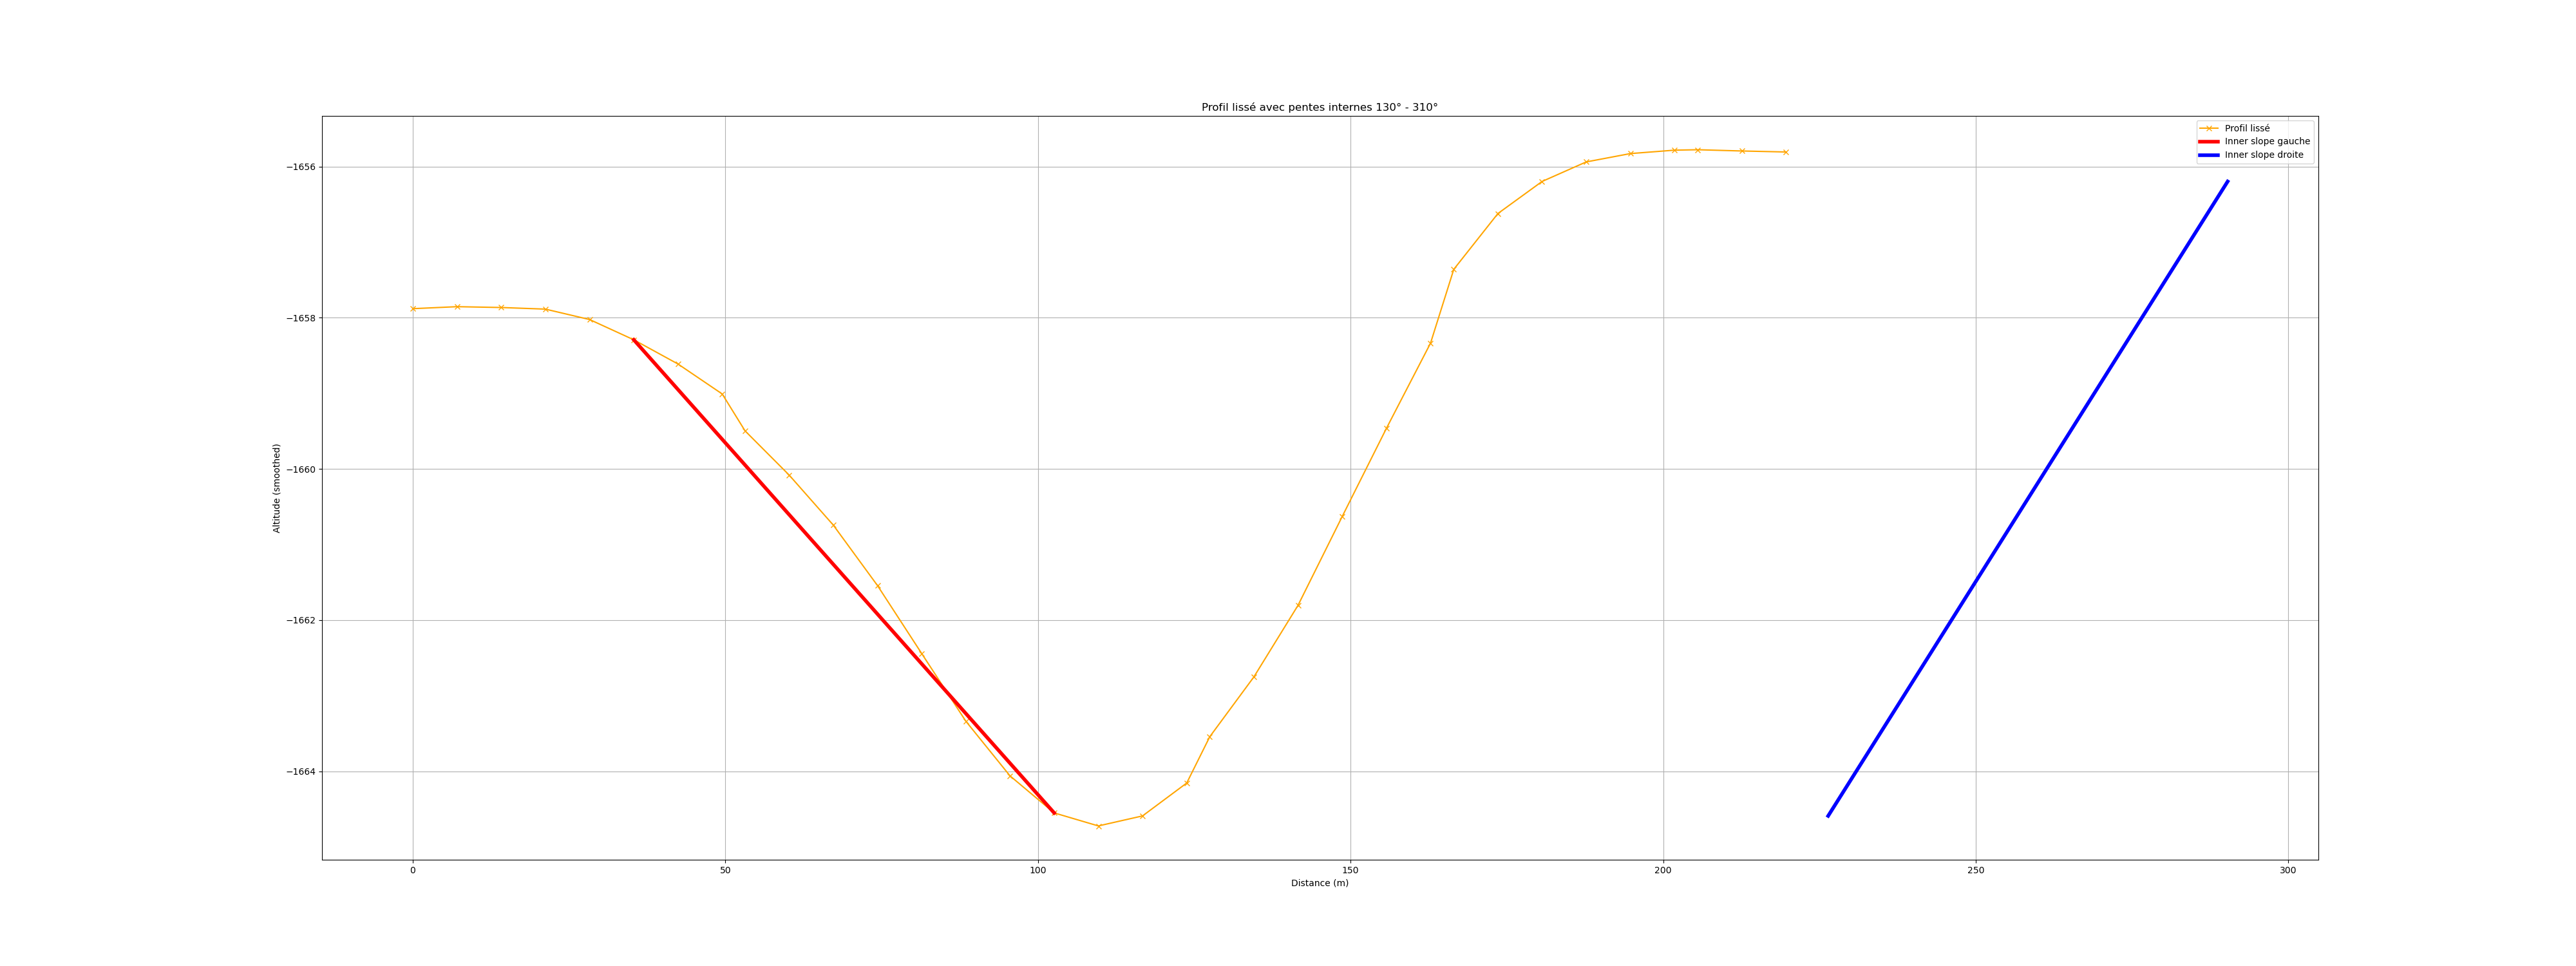 Profil lissé avec pentes internes 130° - 310°
Profil lissé
Inner slope gauche
Inner slope droite
−1656
−1658
−1660
−1662
−1664
Altitude (smoothed)
0 50 100 150 200 250 300
Distance (m)